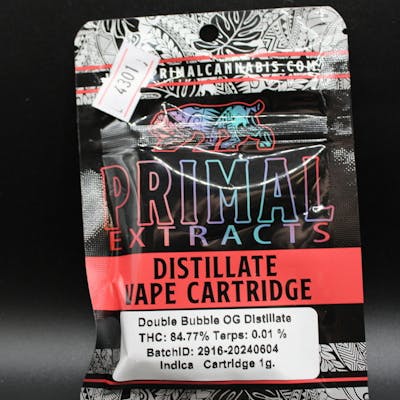 PRIMALCANNABIS.COM
4301
PRIMAL
EXTRACTS
DISTILLATE
VAPE CARTRIDGE
Double Bubble OG Distillate
THC: 84.77% Terps: 0.01 %
BatchID: 2916-20240604
Indica Cartridge 1g.